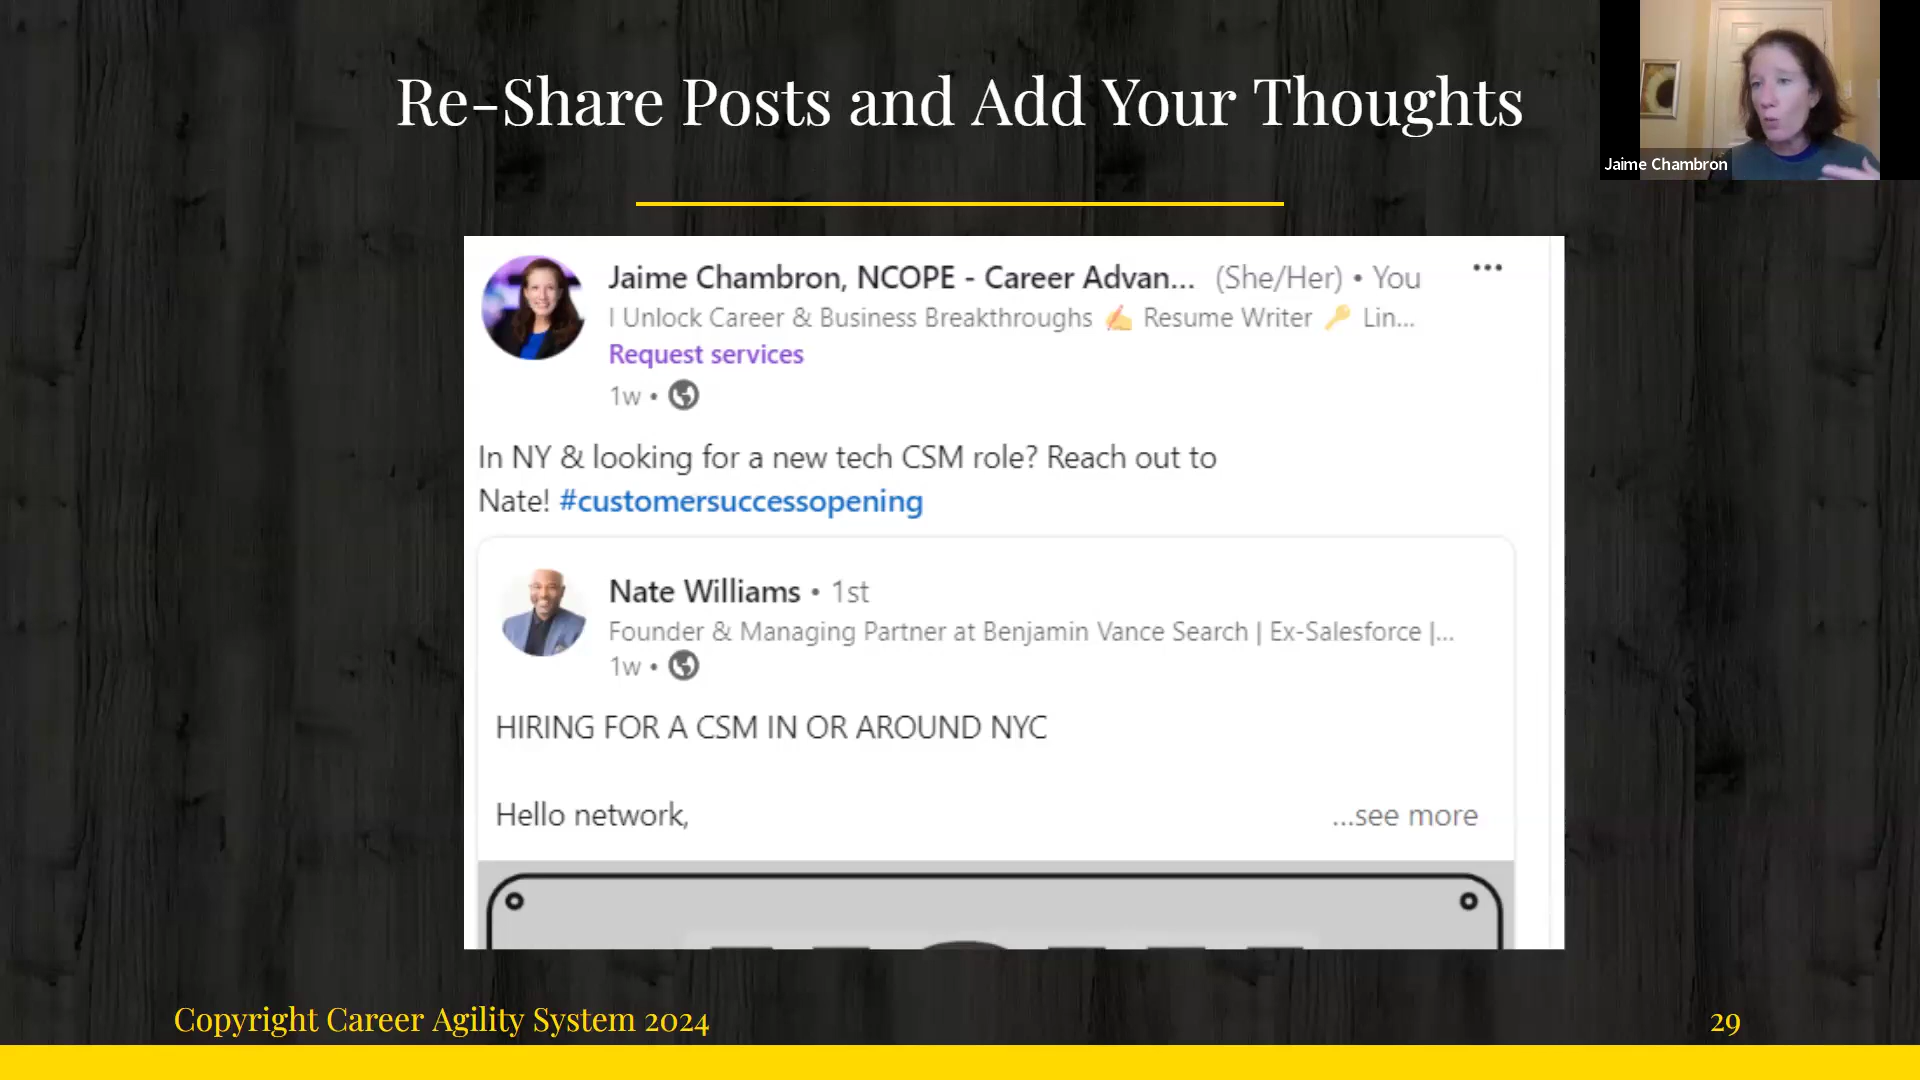 Re-Share Posts and Add Your Thoughts
Jaime Chambron
Jaime Chambron, NCOPE - Career Advan... (She/Her) • You
I Unlock Career & Business Breakthroughs ✍️ Resume Writer 🔑 Lin...
Request services
1w •
In NY & looking for a new tech CSM role? Reach out to
Nate! #customersuccessopening
Nate Williams • 1st
Founder & Managing Partner at Benjamin Vance Search | Ex-Salesforce |...
1w •
HIRING FOR A CSM IN OR AROUND NYC
Hello network,
...see more
Copyright Career Agility System 2024
29